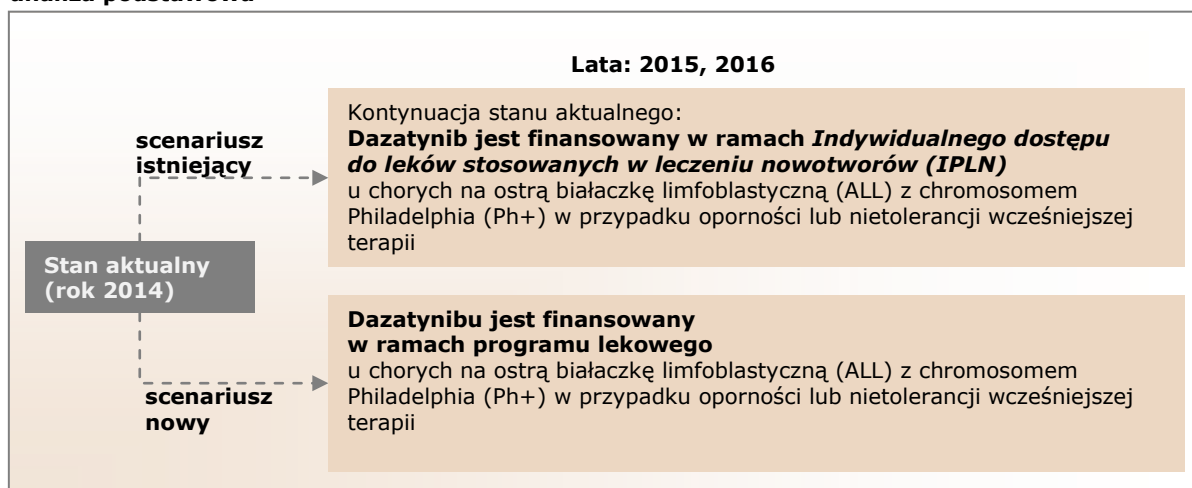 analiza podstawowa
Lata: 2015, 2016
scenariusz
istniejący
Kontynuacja stanu aktualnego:
Dazatynib jest finansowany w ramach Indywidualnego dostępu
do leków stosowanych w leczeniu nowotworów (IPLN)
u chorych na ostrą białaczkę limfoblastyczną (ALL) z chromosomem
Philadelphia (Ph+) w przypadku oporności lub nietolerancji wcześniejszej
terapii
Stan aktualny
(rok 2014)
Dazatynibu jest finansowany
w ramach programu lekowego
u chorych na ostrą białaczkę limfoblastyczną (ALL) z chromosomem
Philadelphia (Ph+) w przypadku oporności lub nietolerancji wcześniejszej
terapii
scenariusz
nowy